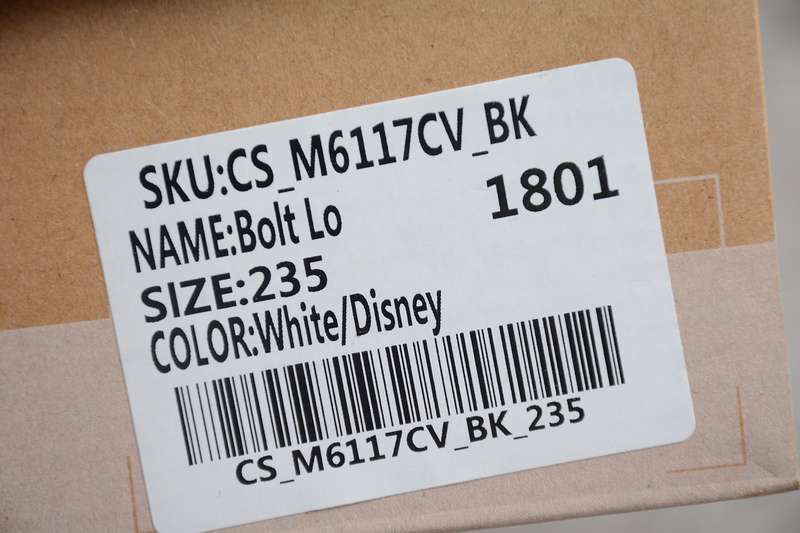 SKU:CS_M6117CV_BK
1801
NAME:Bolt Lo
SIZE:235
COLOR:White/Disney
CS_M6117CV_BK_235